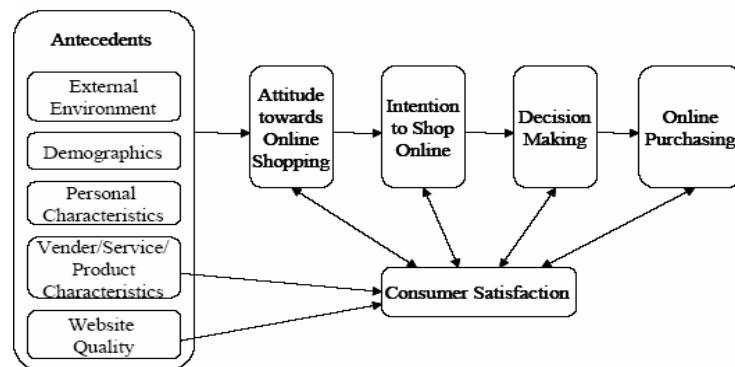 Antecedents
External
Environment
Demographics
Personal
Characteristics
Vender/Service/
Product
Characteristics
Website
Quality
Attitude
towards
Online
Shopping
Intention
to Shop
Online
Decision
Making
Online
Purchasing
Consumer Satisfaction